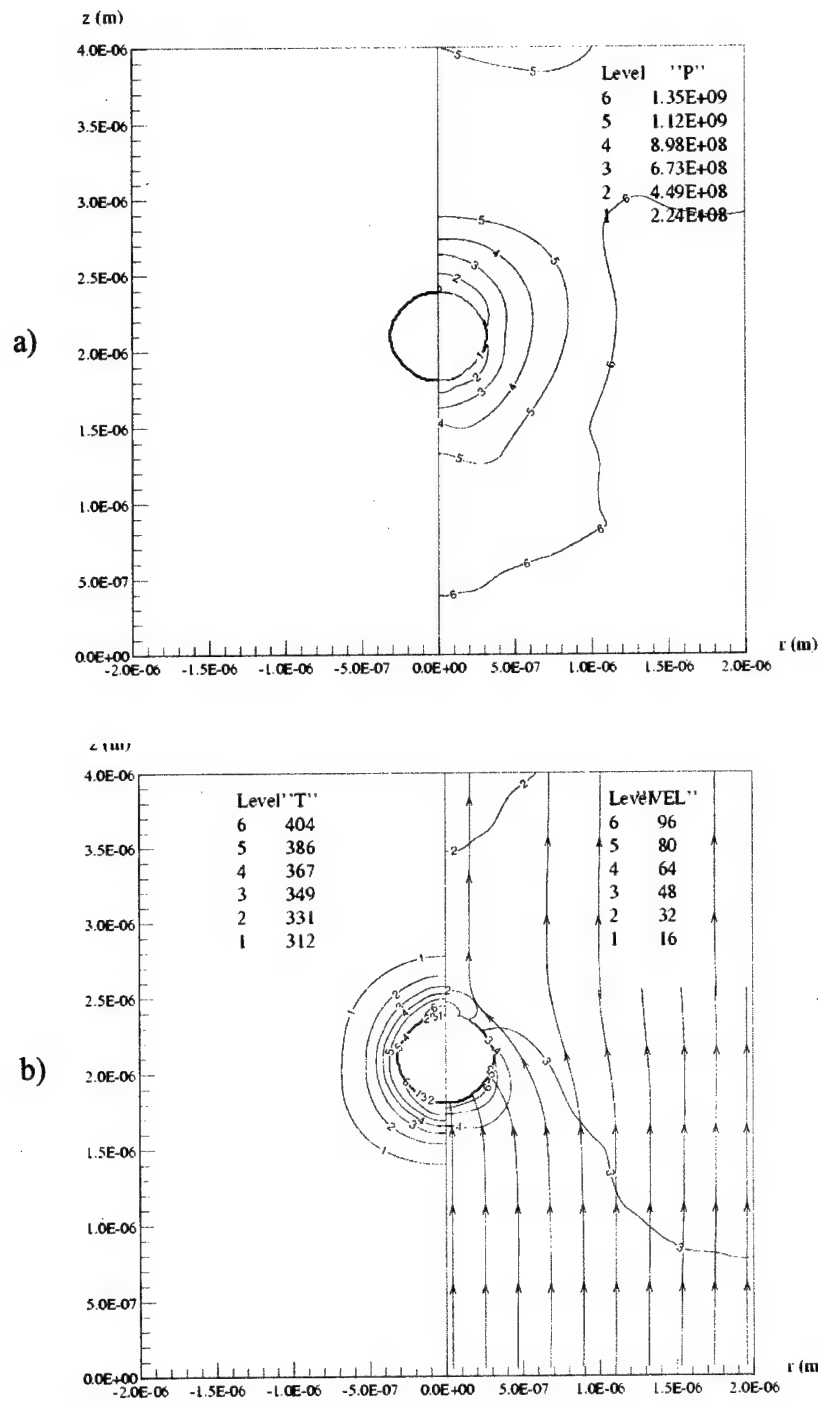 z (m)
4.0E-06
3.5E-06
3.0E-06
2.5E-06
2.0E-06
1.5E-06
1.0E-06
5.0E-07
0.0E+00
Level "P"
6 1.35E+09
5 1.12E+09
4 8.98E+08
3 6.73E+08
2 4.49E+08
1 2.24E+08
a)
-2.0E-06 -1.5E-06 -1.0E-06 -5.0E-07 0.0E+00 5.0E-07 1.0E-06 1.5E-06 2.0E-06
r (m)
z (m)
4.0E-06
3.5E-06
3.0E-06
2.5E-06
2.0E-06
1.5E-06
1.0E-06
5.0E-07
0.0E+00
Level "T"
6 404
5 386
4 367
3 349
2 331
1 312
VEL"
6 96
5 80
4 64
3 48
2 32
1 16
b)
-2.0E-06 -1.5E-06 -1.0E-06 -5.0E-07 0.0E+00 5.0E-07 1.0E-06 1.5E-06 2.0E-06
r (m